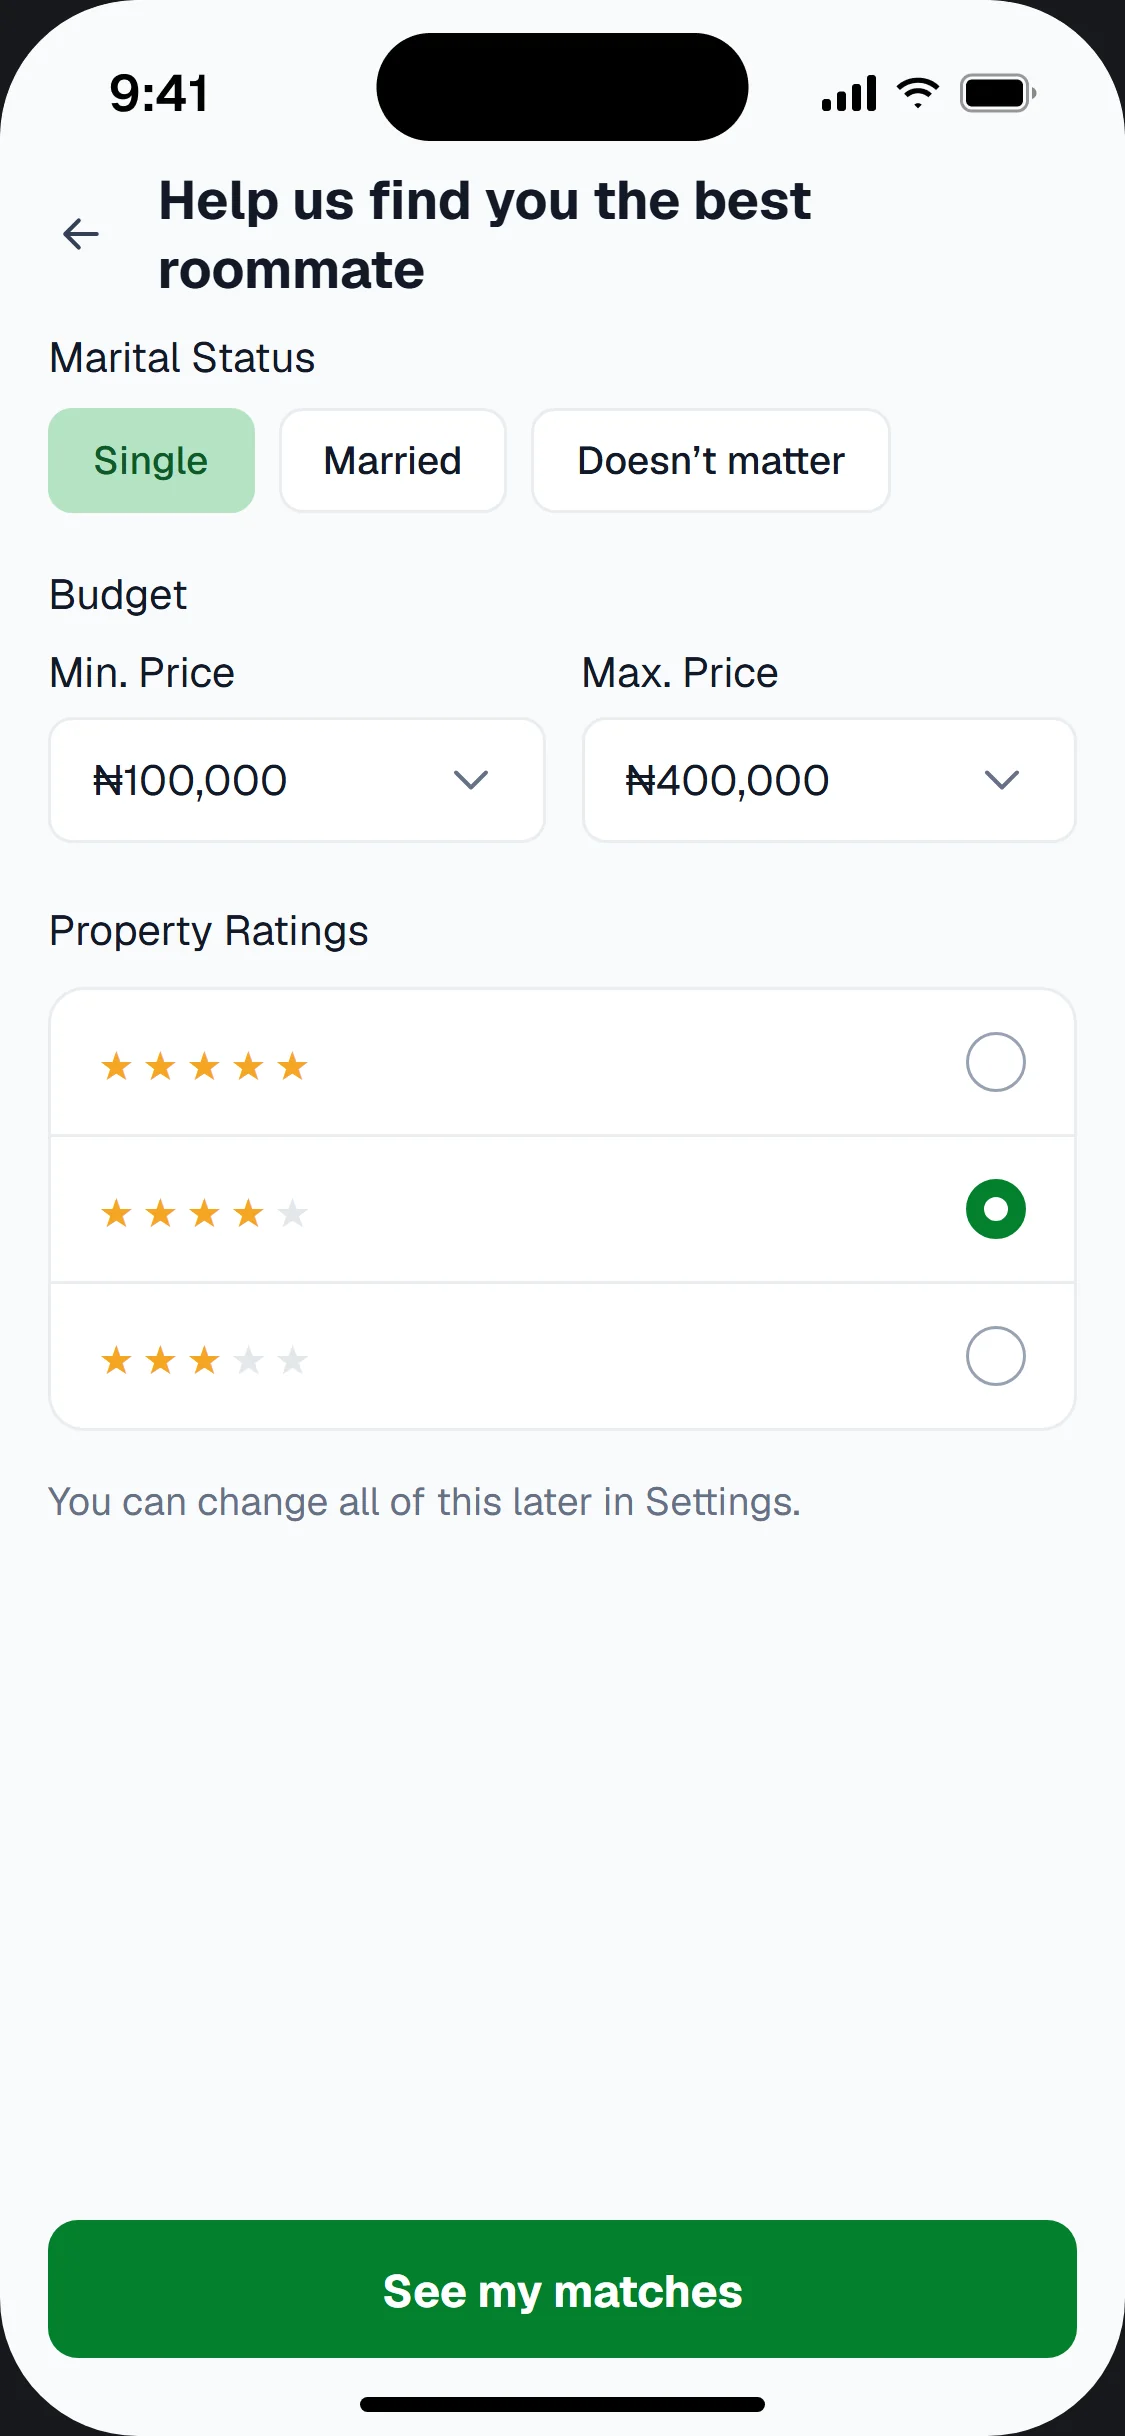 9:41
Help us find you the best
roommate
Marital Status
Single
Married
Doesn’t matter
Budget
Min. Price
Max. Price
₦100,000
₦400,000
Property Ratings
You can change all of this later in Settings.
See my matches